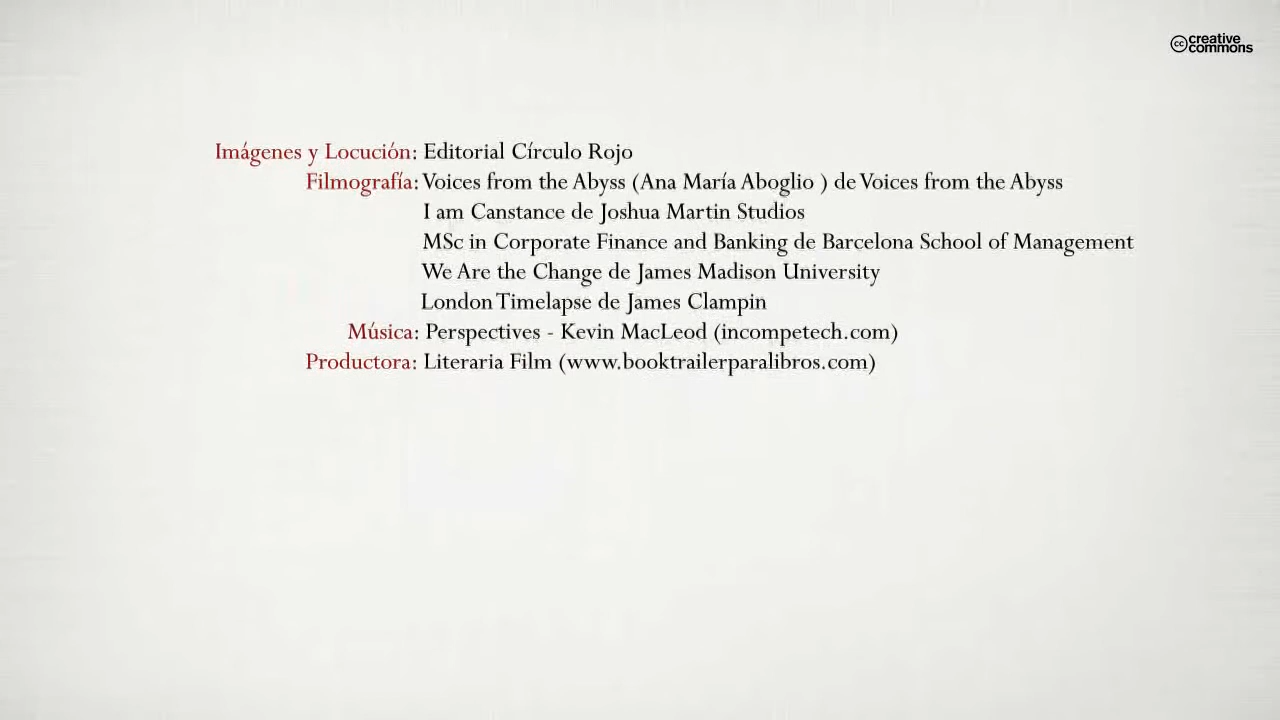 creative
commons
Imágenes y Locución: Editorial Círculo Rojo
Filmografía: Voices from the Abyss (Ana María Aboglio ) de Voices from the Abyss
I am Canstance de Joshua Martin Studios
MSc in Corporate Finance and Banking de Barcelona School of Management
We Are the Change de James Madison University
London Timelapse de James Clampin
Música: Perspectives - Kevin MacLeod (incompetech.com)
Productora: Literaria Film (www.booktrailerparalibros.com)